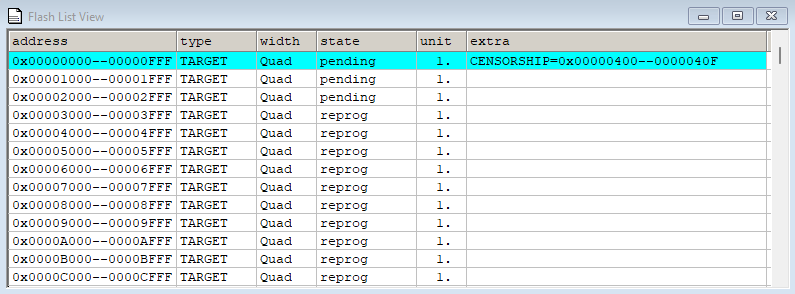 Flash List View
address type width state unit extra
0x00000000--00000FFF TARGET Quad pending 1. CENSORSHIP=0x00000400--0000040F
0x00001000--00001FFF TARGET Quad pending 1.
0x00002000--00002FFF TARGET Quad pending 1.
0x00003000--00003FFF TARGET Quad reprog 1.
0x00004000--00004FFF TARGET Quad reprog 1.
0x00005000--00005FFF TARGET Quad reprog 1.
0x00006000--00006FFF TARGET Quad reprog 1.
0x00007000--00007FFF TARGET Quad reprog 1.
0x00008000--00008FFF TARGET Quad reprog 1.
0x00009000--00009FFF TARGET Quad reprog 1.
0x0000A000--0000AFFF TARGET Quad reprog 1.
0x0000B000--0000BFFF TARGET Quad reprog 1.
0x0000C000--0000CFFF TARGET Quad reprog 1.